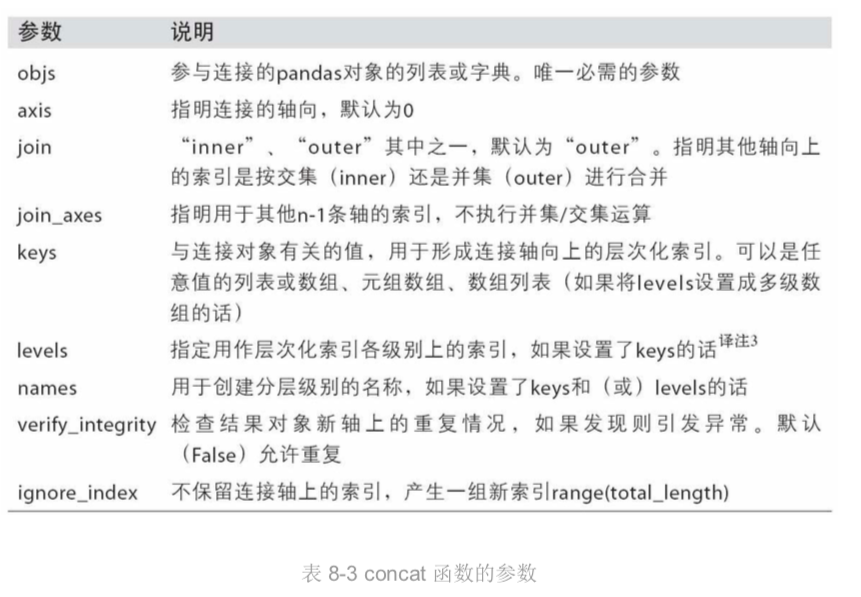 参数 说明
objs 参与连接的pandas对象的列表或字典。唯一必需的参数
axis 指明连接的轴向，默认为0
join “inner”、“outer”其中之一，默认为“outer”。指明其他轴向上
的索引是按交集（inner）还是并集（outer）进行合并
join_axes 指明用于其他n-1条轴的索引，不执行并集/交集运算
keys 与连接对象有关的值，用于形成连接轴向上的层次化索引。可以是任
意值的列表或数组、元组数组、数组列表（如果将levels设置成多级数
组的话）
levels 指定用作层次化索引各级别上的索引，如果设置了keys的话译注3
names 用于创建分层级别的名称，如果设置了keys和（或）levels的话
verify_integrity 检查结果对象新轴上的重复情况，如果发现则引发异常。默认
（False）允许重复
ignore_index 不保留连接轴上的索引，产生一组新索引range(total_length)
表 8-3 concat 函数的参数